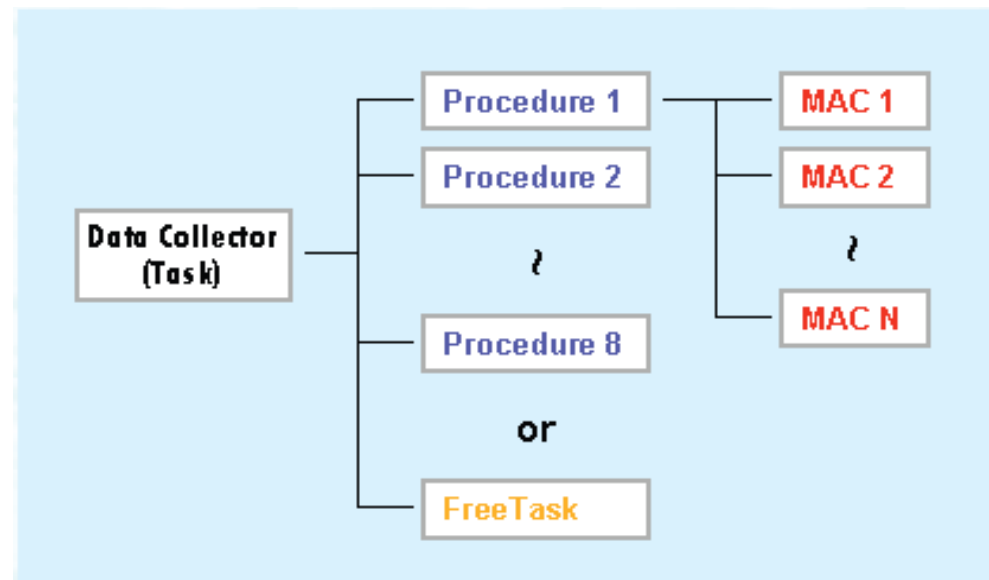 Data Collector
(Task)
Procedure 1
Procedure 2
~
Procedure 8
or
FreeTask
MAC 1
MAC 2
~
MAC N